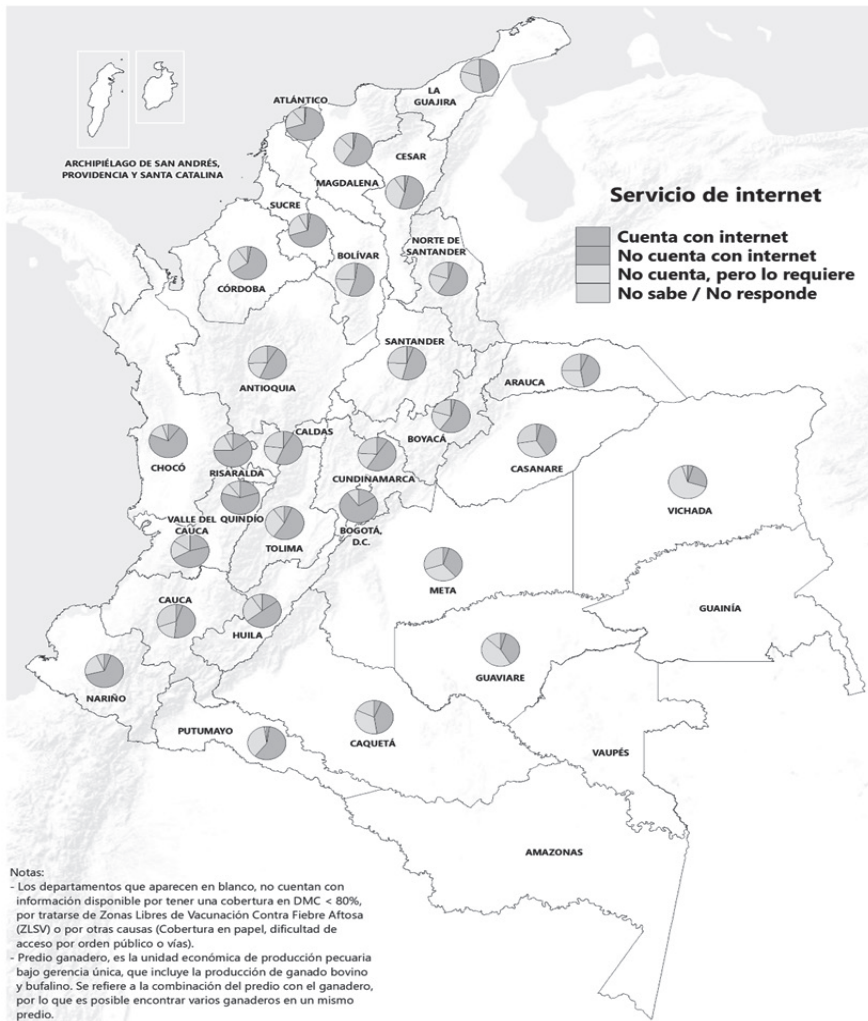 LA
GUAJIRA
ATLÁNTICO
ARCHIPIÉLAGO DE SAN ANDRÉS,
PROVIDENCIA Y SANTA CATALINA
CESAR
MAGDALENA
Servicio de internet
Cuenta con internet
No cuenta con internet
No cuenta, pero lo requiere
No sabe / No responde
SUCRE
NORTE DE
SANTANDER
BOLÍVAR
CÓRDOBA
SANTANDER
ANTIOQUIA
ARAUCA
CALDAS
BOYACÁ
CHOCÓ
RISARALDA
CUNDINAMARCA
CASANARE
VICHADA
VALLE DEL
CAUCA
QUINDÍO
TOLIMA
BOGOTÁ,
D.C.
META
CAUCA
GUAINÍA
HUILA
GUAVIARE
NARIÑO
PUTUMAYO
CAQUETÁ
VAUPÉS
AMAZONAS
Notas:
- Los departamentos que aparecen en blanco, no cuentan con
información disponible por tener una cobertura en DMC < 80%,
por tratarse de Zonas Libres de Vacunación Contra Fiebre Aftosa
(ZLSV) o por otras causas (Cobertura en papel, dificultad de
acceso por orden público o vías).
- Predio ganadero, es la unidad económica de producción pecuaria
bajo gerencia única, que incluye la producción de ganado bovino
y bufalino. Se refiere a la combinación del predio con el ganadero,
por lo que es posible encontrar varios ganaderos en un mismo
predio.